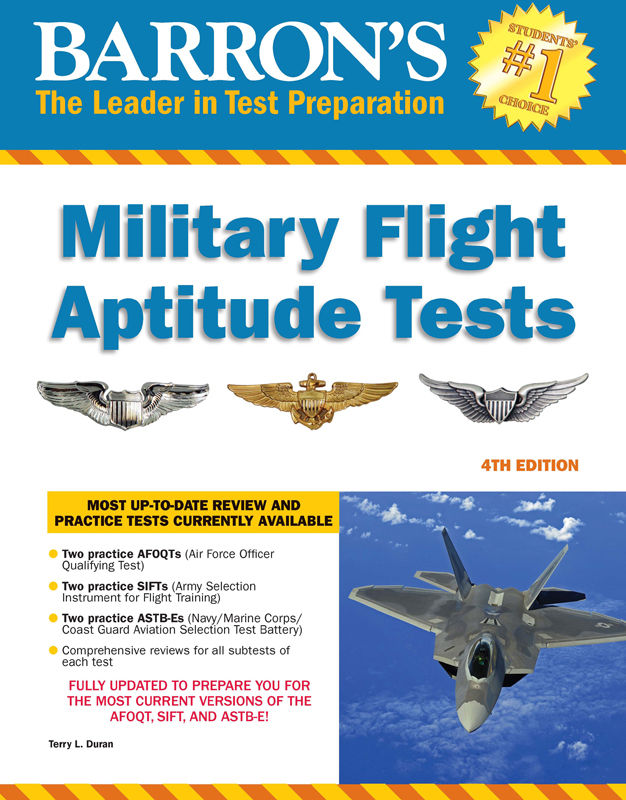 BARRON'S
The Leader in Test Preparation
STUDENTS'
#1
CHOICE
Military Flight
Aptitude Tests
4TH EDITION
MOST UP-TO-DATE REVIEW AND
PRACTICE TESTS CURRENTLY AVAILABLE
Two practice AFOQTs (Air Force Officer
Qualifying Test)
Two practice SIFTs (Army Selection
Instrument for Flight Training)
Two practice ASTB-Es (Navy/Marine Corps/
Coast Guard Aviation Selection Test Battery)
Comprehensive reviews for all subtests of
each test
FULLY UPDATED TO PREPARE YOU FOR
THE MOST CURRENT VERSIONS OF THE
AFOQT, SIFT, AND ASTB-E!
Terry L. Duran